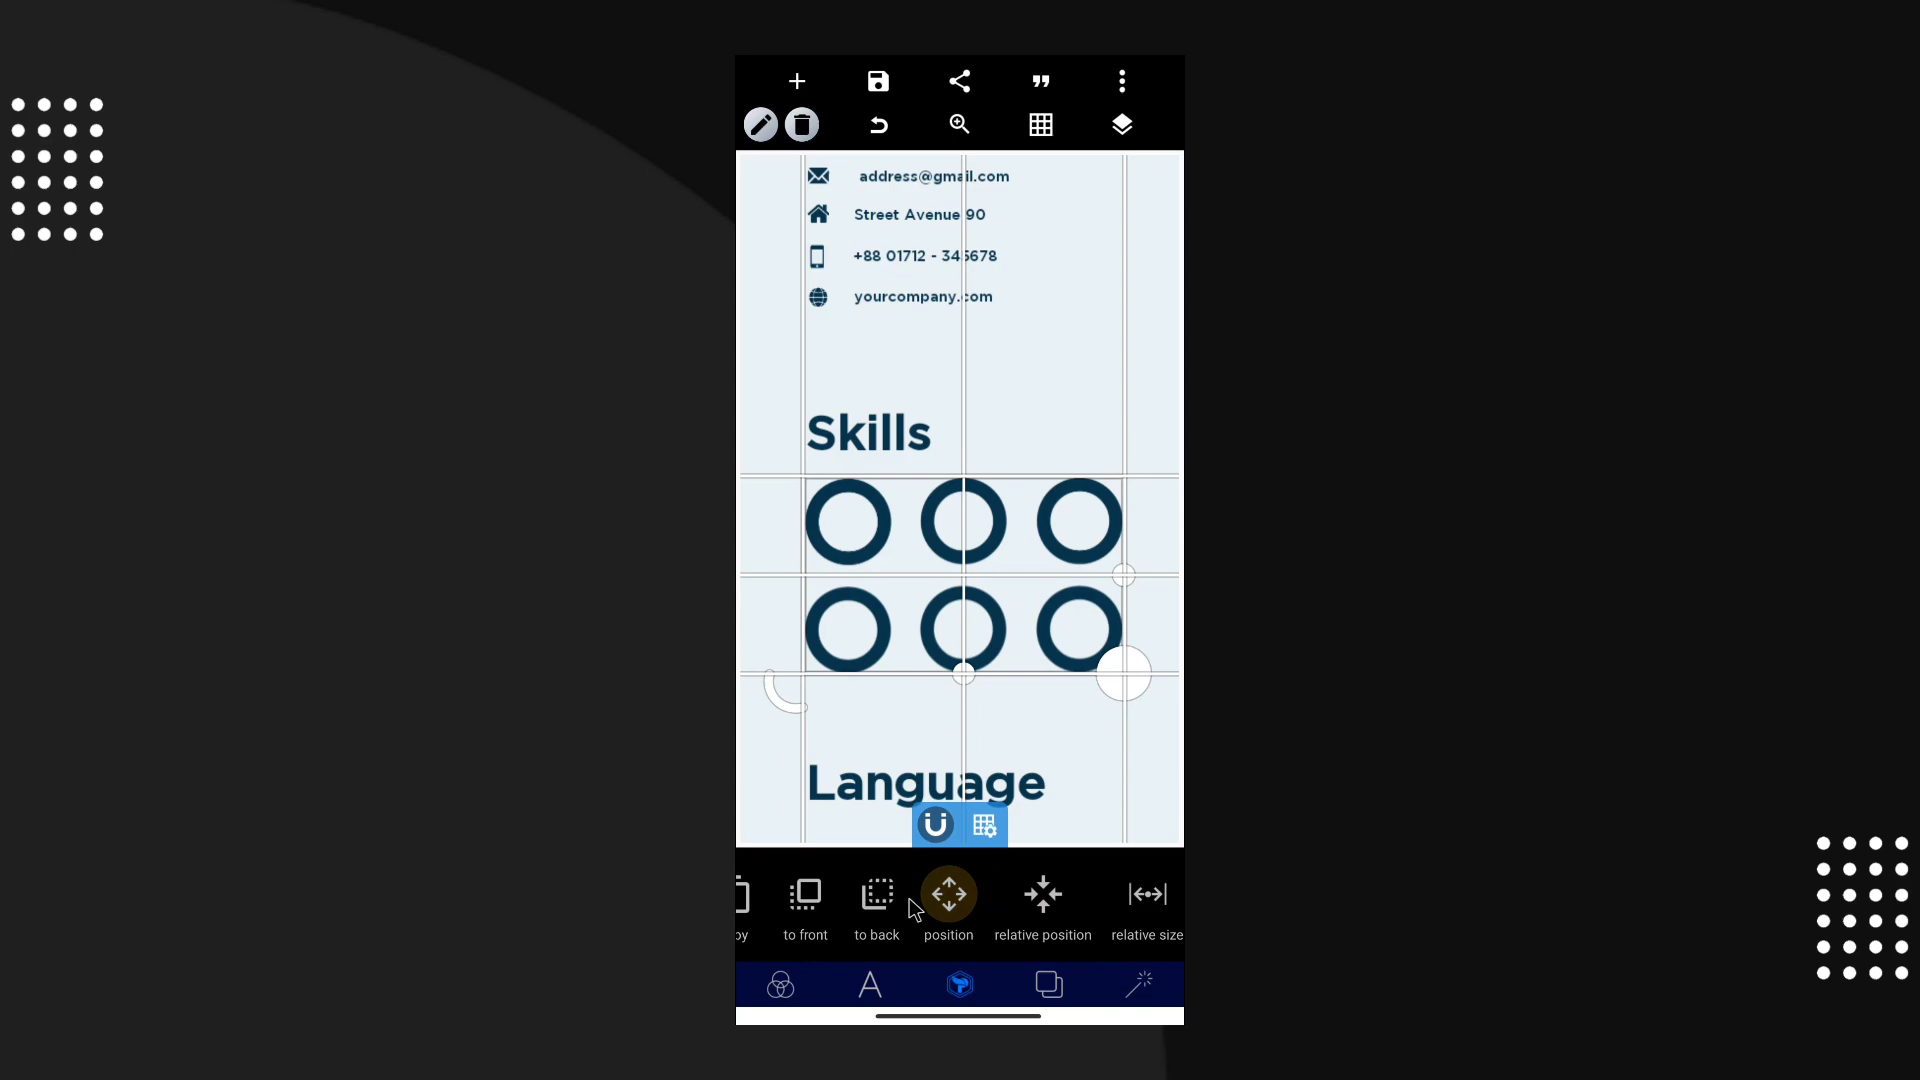 address@gmail.com
Street Avenue 90
+88 01712 - 345678
yourcompany.com
Skills
Language
py to front to back position relative position relative size